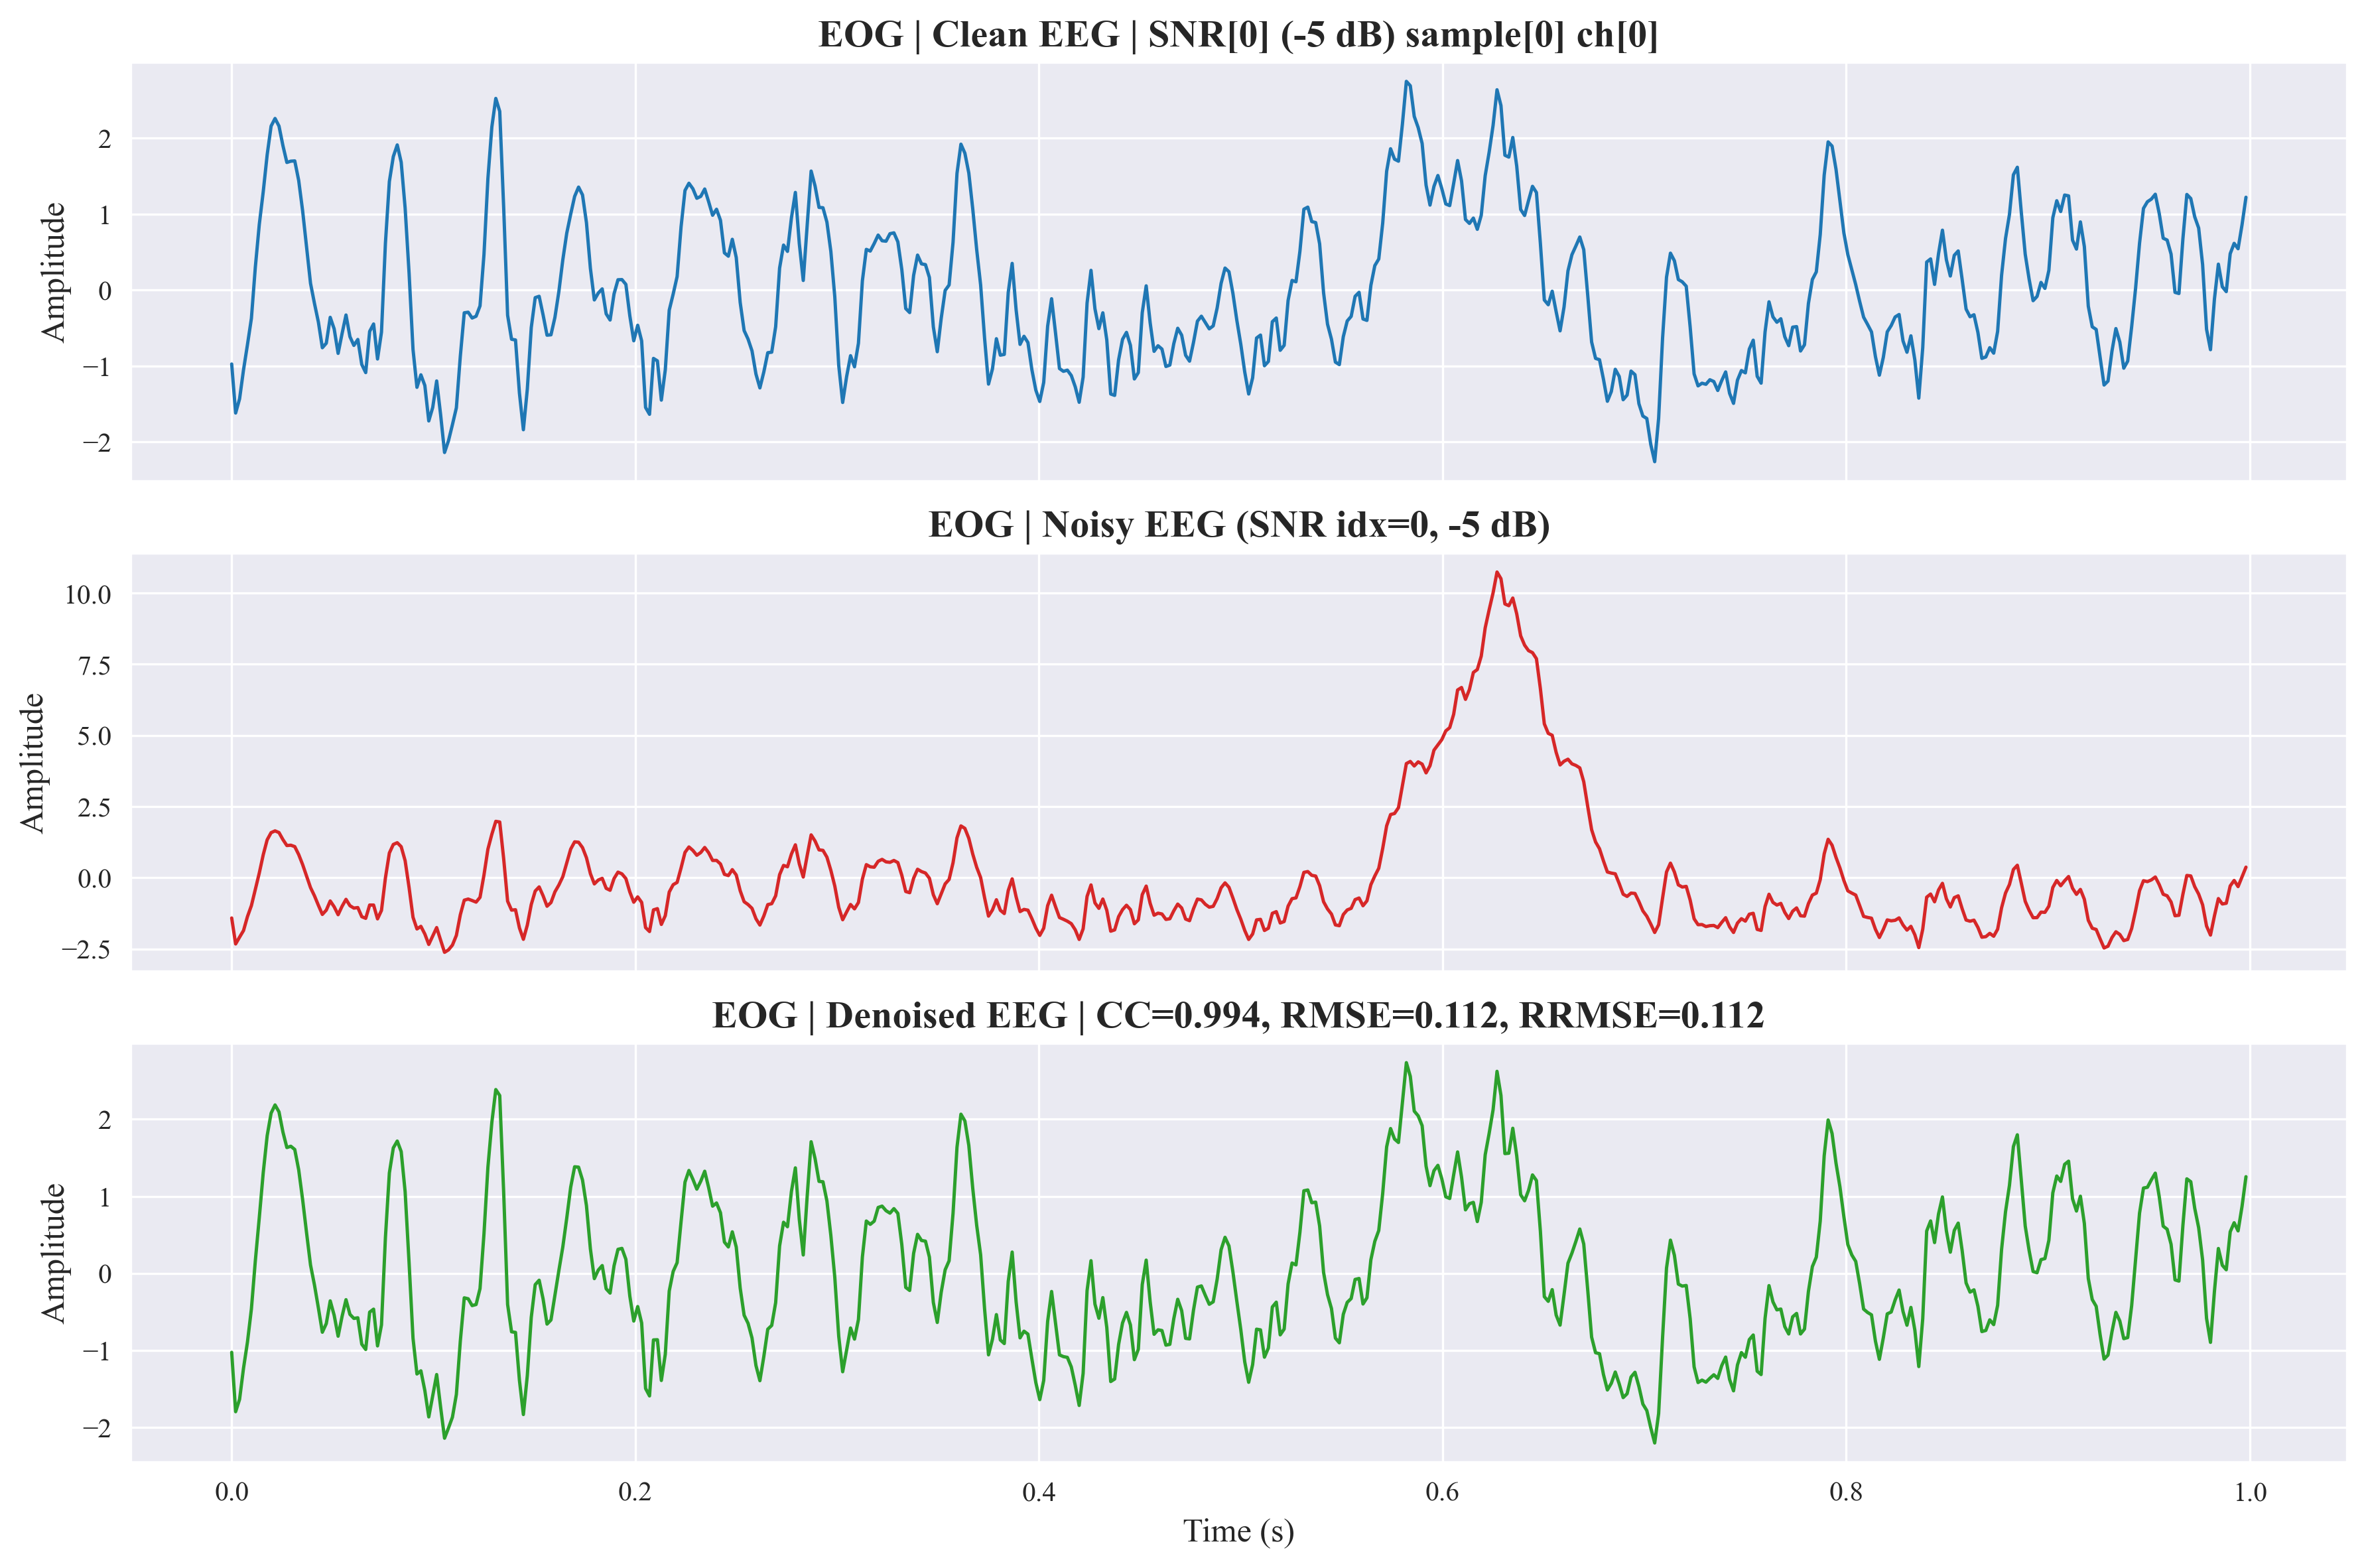 EOG | Clean EEG | SNR[0] (-5 dB) sample[0] ch[0]
Amplitude
2
1
0
−1
−2
EOG | Noisy EEG (SNR idx=0, -5 dB)
Amplitude
10.0
7.5
5.0
2.5
0.0
−2.5
EOG | Denoised EEG | CC=0.994, RMSE=0.112, RRMSE=0.112
Amplitude
2
1
0
−1
−2
0.0 0.2 0.4 0.6 0.8 1.0
Time (s)